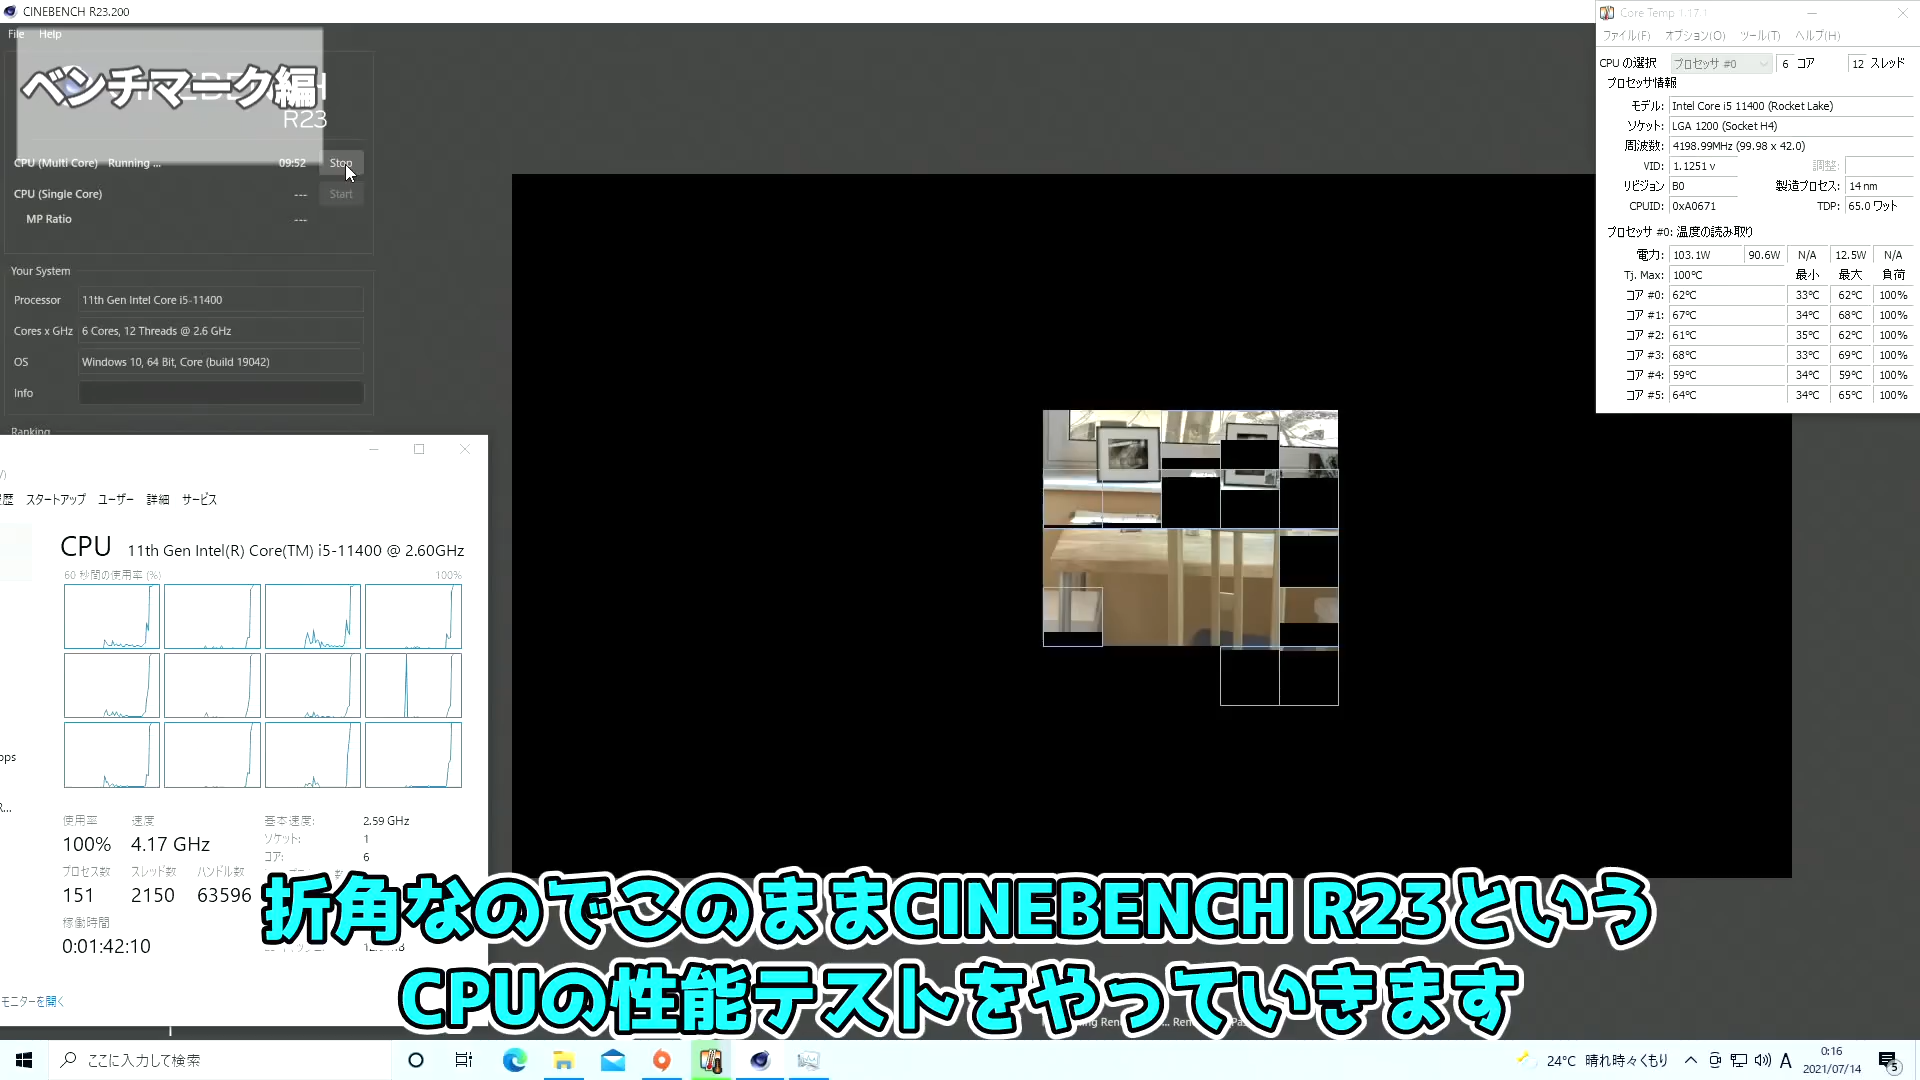 CINEBENCH R23.200
File Help
ベンチマーク編
R23
CPU (Multi Core) Running ... 09:52 Stop
CPU (Single Core) --- Start
MP Ratio ---
Your System
Processor 11th Gen Intel Core i5-11400
Cores x GHz 6 Cores, 12 Threads @ 2.6 GHz
OS Windows 10, 64 Bit, Core (build 19042)
Info
Ranking
Core Temp 1.17.1
ファイル(F) オプション(O) ツール(T) ヘルプ(H)
CPU の選択 プロセッサ #0 6 コア 12 スレッド
プロセッサ情報
モデル: Intel Core i5 11400 (Rocket Lake)
ソケット: LGA 1200 (Socket H4)
周波数: 4198.99MHz (99.98 x 42.0)
VID: 1.1251 v 調整:
リビジョン B0 製造プロセス: 14 nm
CPUID: 0xA0671 TDP: 65.0 ワット
プロセッサ #0: 温度の読み取り
電力: 103.1W 90.6W N/A 12.5W N/A
Tj. Max: 100℃ 最小 最大 負荷
コア #0: 62℃ 33℃ 62℃ 100%
コア #1: 67℃ 34℃ 68℃ 100%
コア #2: 61℃ 35℃ 62℃ 100%
コア #3: 68℃ 33℃ 69℃ 100%
コア #4: 59℃ 34℃ 59℃ 100%
コア #5: 64℃ 34℃ 65℃ 100%
歴 スタートアップ ユーザー 詳細 サービス
CPU 11th Gen Intel(R) Core(TM) i5-11400 @ 2.60GHz
60 秒間の使用率 (%) 100%
使用率 速度 基本速度: 2.59 GHz
100% 4.17 GHz ソケット: 1
コア: 6
プロセス数 スレッド数 ハンドル数
151 2150 63596
稼働時間
0:01:42:10
モニターを開く
折角なのでこのままCINEBENCH R23という
CPUの性能テストをやっていきます
ここに入力して検索
24℃ 晴れ時々くもり A 0:16
2021/07/14
5